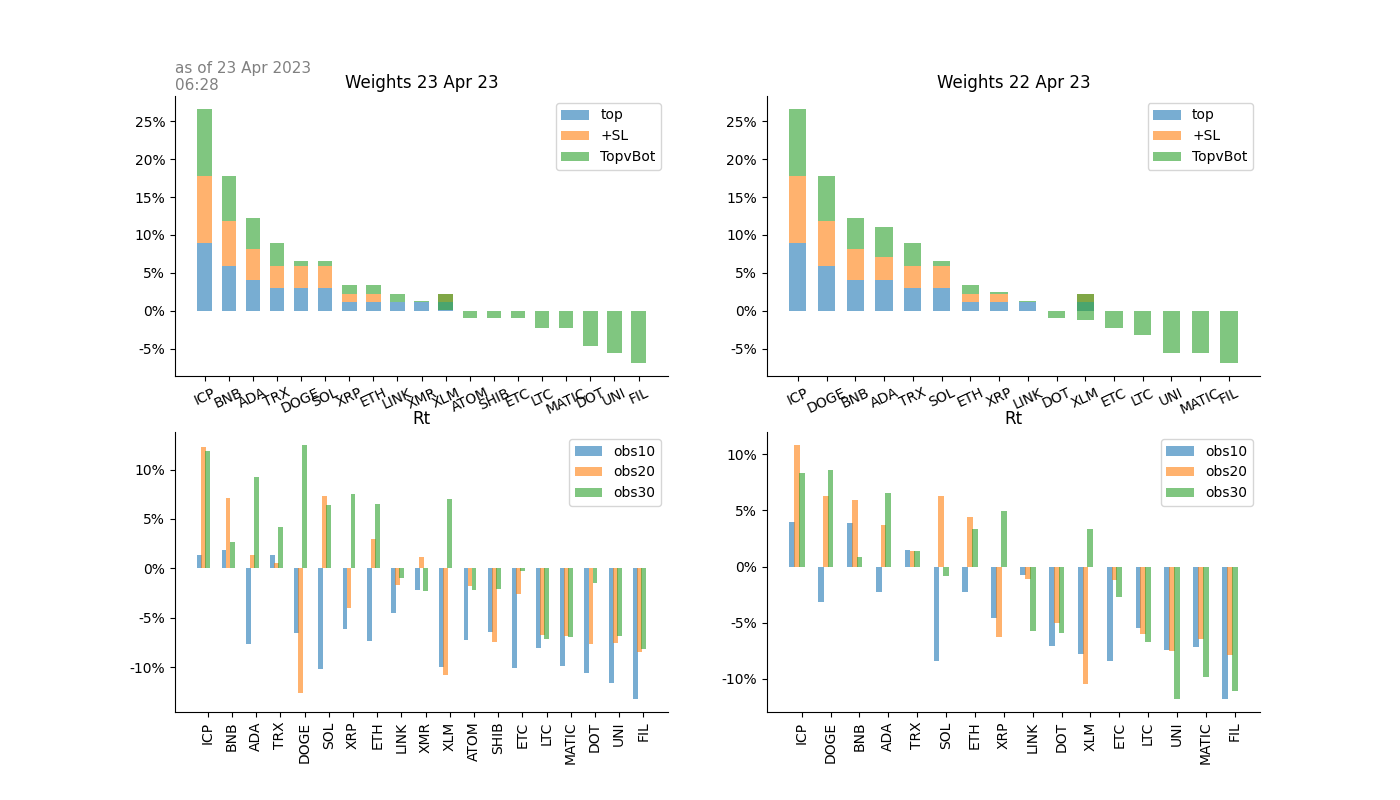 as of 23 Apr 2023
06:28
Weights 23 Apr 23
25%
20%
15%
10%
5%
0%
-5%
top
+SL
TopvBot
ICP BNB ADA TRX DOGE SOL XRP ETH LINK XMR XLM ATOM SHIB ETC LTC MATIC DOT UNI FIL
Weights 22 Apr 23
25%
20%
15%
10%
5%
0%
-5%
top
+SL
TopvBot
ICP DOGE BNB ADA TRX SOL ETH XRP LINK DOT XLM ETC LTC UNI MATIC FIL
Rt
10%
5%
0%
-5%
-10%
obs10
obs20
obs30
ICP BNB ADA TRX DOGE SOL XRP ETH LINK XMR XLM ATOM SHIB ETC LTC MATIC DOT UNI FIL
Rt
10%
5%
0%
-5%
-10%
obs10
obs20
obs30
ICP DOGE BNB ADA TRX SOL ETH XRP LINK DOT XLM ETC LTC UNI MATIC FIL